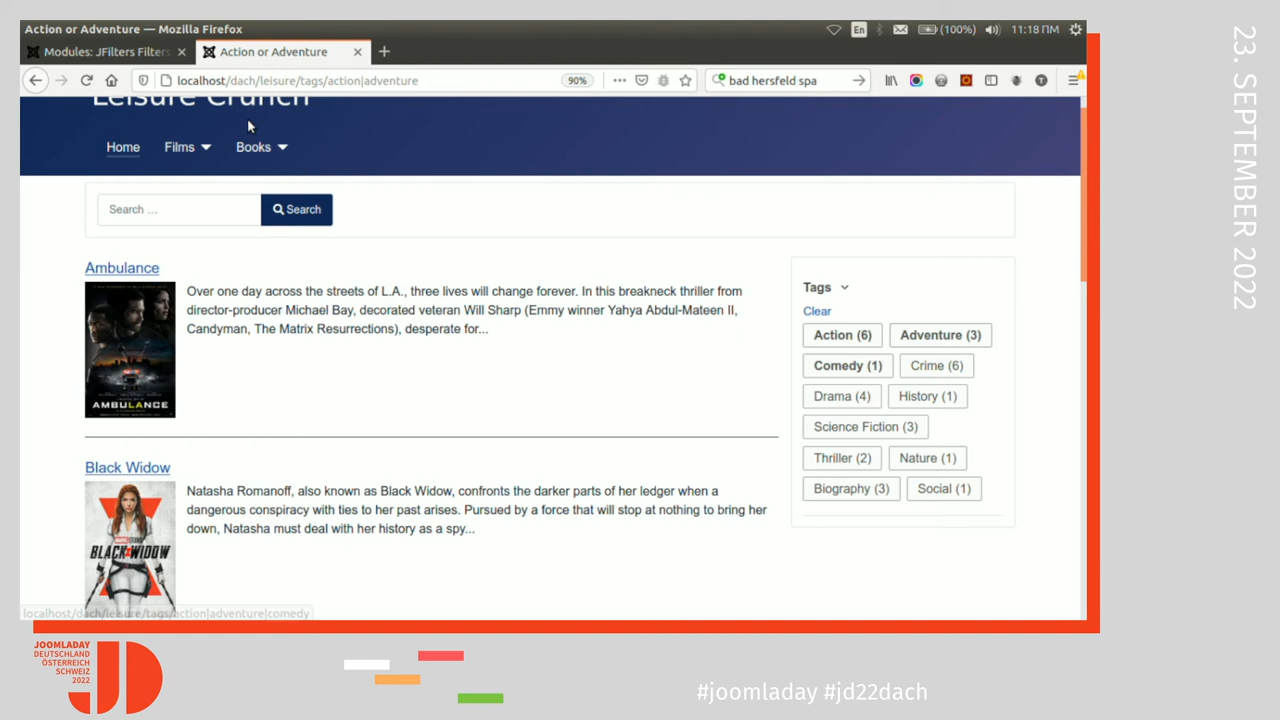 Action or Adventure — Mozilla Firefox
En
(100%)
11:18 ΠΜ
Modules: JFilters Filters
Action or Adventure
localhost/dach/leisure/tags/action|adventure
90%
bad hersfeld spa
Leisure Crunch
Home
Films
Books
Search ...
Search
Ambulance
Over one day across the streets of L.A., three lives will change forever. In this breakneck thriller from
director-producer Michael Bay, decorated veteran Will Sharp (Emmy winner Yahya Abdul-Mateen II,
Candyman, The Matrix Resurrections), desperate for...
AMBULANCE
Black Widow
Natasha Romanoff, also known as Black Widow, confronts the darker parts of her ledger when a
dangerous conspiracy with ties to her past arises. Pursued by a force that will stop at nothing to bring her
down, Natasha must deal with her history as a spy...
MARVEL STUDIOS
BLACK WIDOW
Tags
Clear
Action (6)
Adventure (3)
Comedy (1)
Crime (6)
Drama (4)
History (1)
Science Fiction (3)
Thriller (2)
Nature (1)
Biography (3)
Social (1)
localhost/dach/leisure/tags/action|adventure|comedy
23. SEPTEMBER 2022
JOOMLADAY
DEUTSCHLAND
ÖSTERREICH
SCHWEIZ
2022
JD
#joomladay #jd22dach